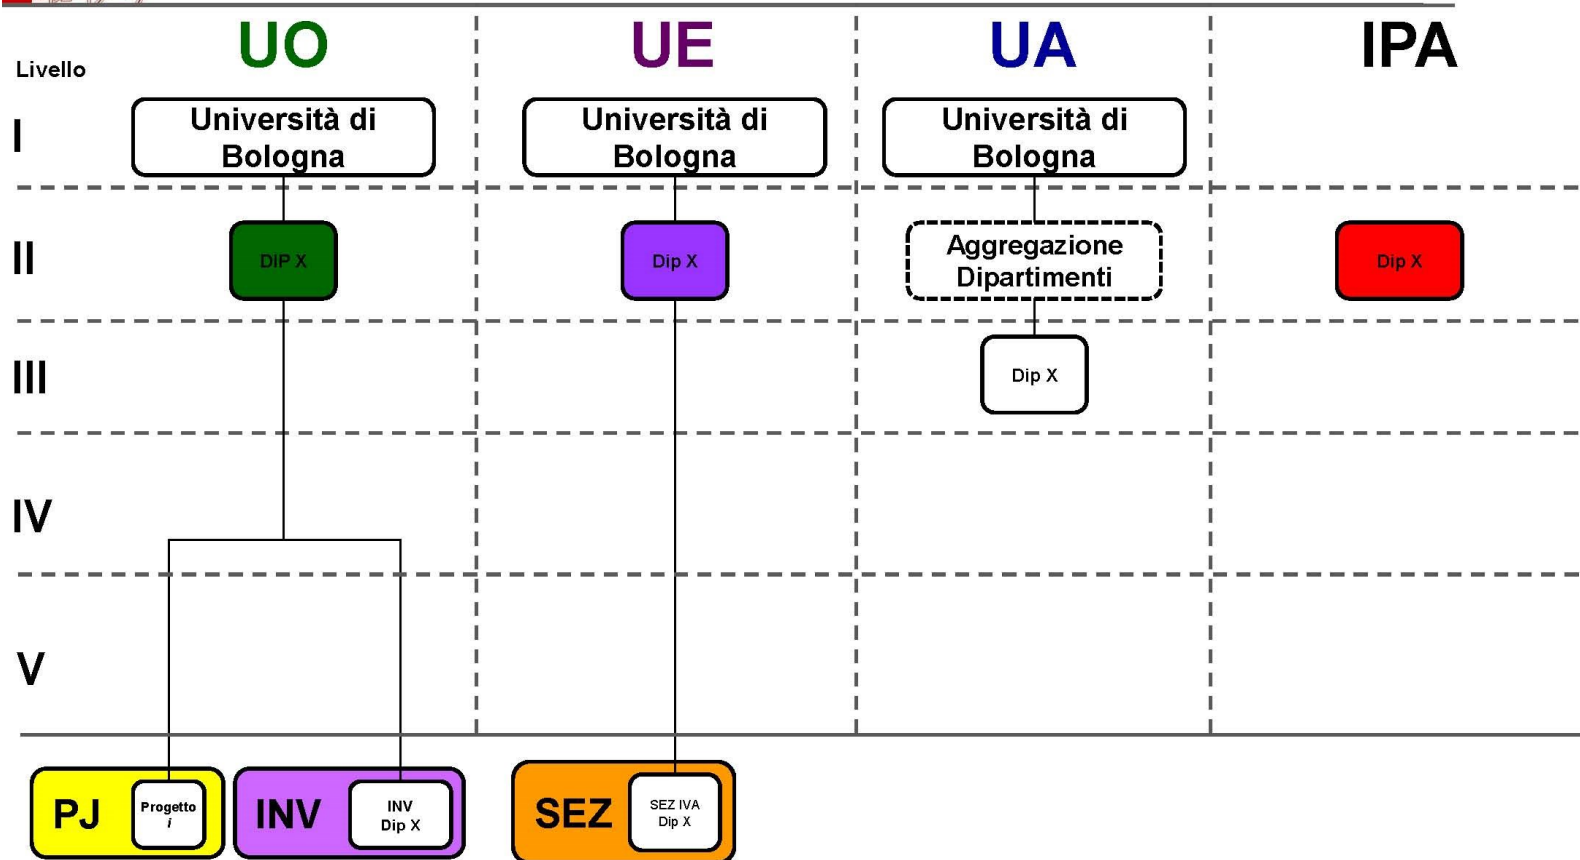 UO
UE
UA
IPA
Livello
I
Università di
Bologna
Università di
Bologna
Università di
Bologna
II
DIP X
Dip X
Aggregazione
Dipartimenti
Dip X
III
Dip X
IV
V
PJ
Progetto
i
INV
INV
Dip X
SEZ
SEZ IVA
Dip X